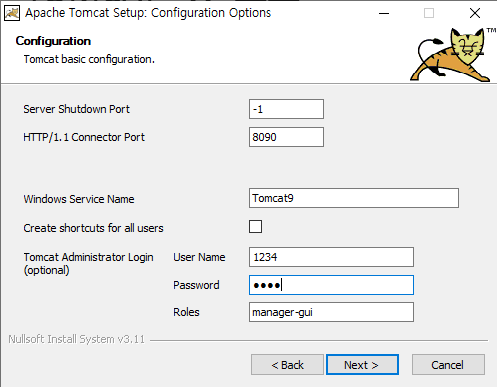 Apache Tomcat Setup: Configuration Options
Configuration
Tomcat basic configuration.
TM
Server Shutdown Port -1
HTTP/1.1 Connector Port 8090
Windows Service Name Tomcat9
Create shortcuts for all users
Tomcat Administrator Login User Name 1234
(optional)
Password ●●●●
Roles manager-gui
Nullsoft Install System v3.11
< Back Next > Cancel